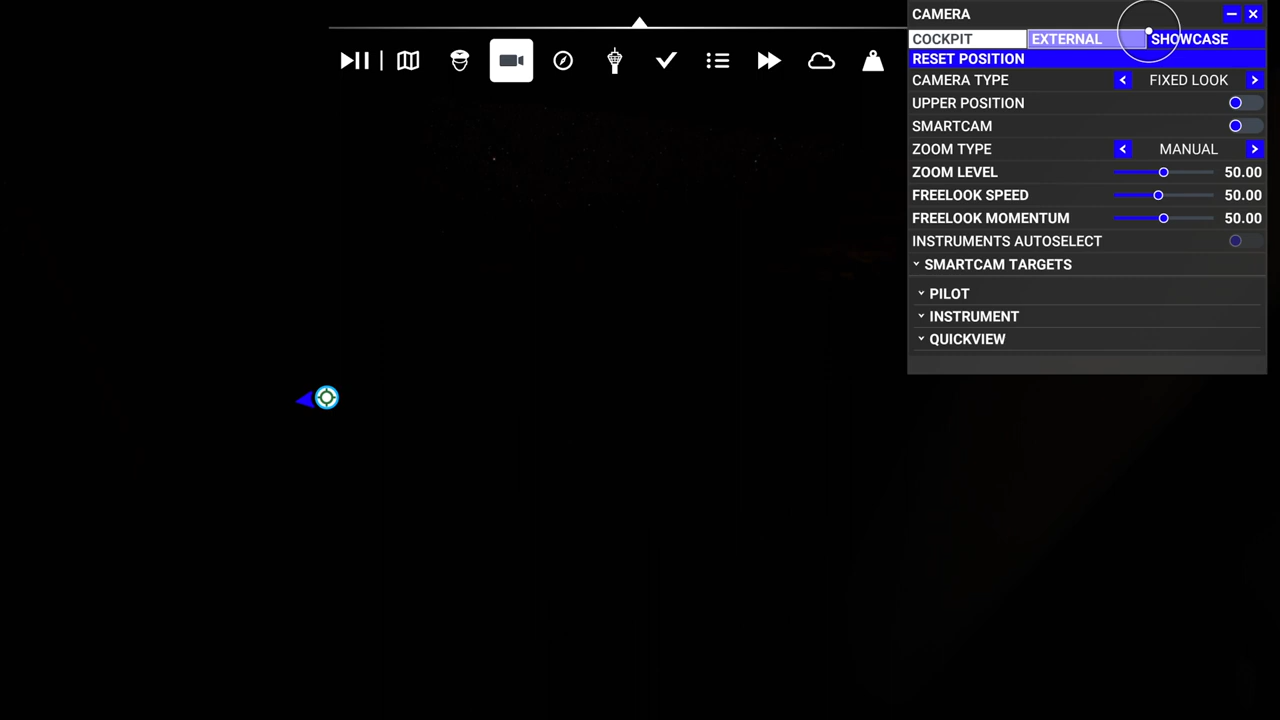 CAMERA
COCKPIT EXTERNAL SHOWCASE
RESET POSITION
CAMERA TYPE FIXED LOOK
UPPER POSITION
SMARTCAM
ZOOM TYPE MANUAL
ZOOM LEVEL 50.00
FREELOOK SPEED 50.00
FREELOOK MOMENTUM 50.00
INSTRUMENTS AUTOSELECT
SMARTCAM TARGETS
PILOT
INSTRUMENT
QUICKVIEW